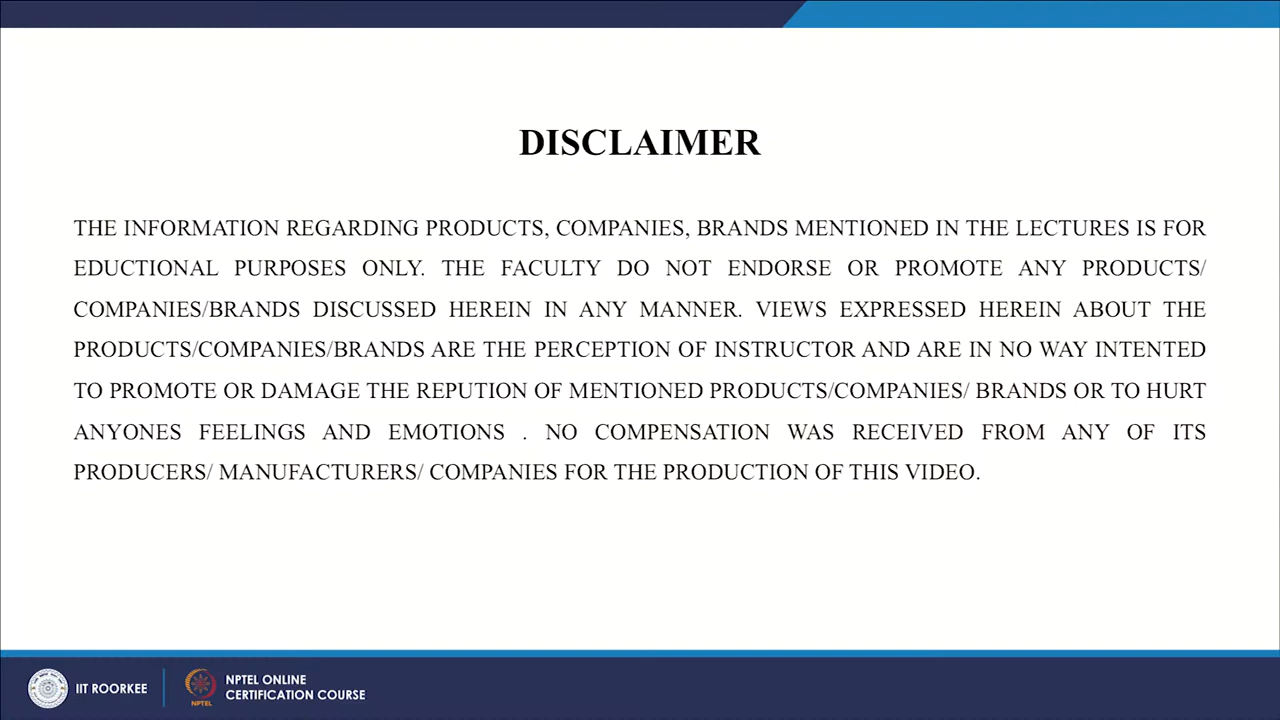 DISCLAIMER
THE INFORMATION REGARDING PRODUCTS, COMPANIES, BRANDS MENTIONED IN THE LECTURES IS FOR
EDUCTIONAL PURPOSES ONLY. THE FACULTY DO NOT ENDORSE OR PROMOTE ANY PRODUCTS/
COMPANIES/BRANDS DISCUSSED HEREIN IN ANY MANNER. VIEWS EXPRESSED HEREIN ABOUT THE
PRODUCTS/COMPANIES/BRANDS ARE THE PERCEPTION OF INSTRUCTOR AND ARE IN NO WAY INTENTED
TO PROMOTE OR DAMAGE THE REPUTION OF MENTIONED PRODUCTS/COMPANIES/ BRANDS OR TO HURT
ANYONES FEELINGS AND EMOTIONS . NO COMPENSATION WAS RECEIVED FROM ANY OF ITS
PRODUCERS/ MANUFACTURERS/ COMPANIES FOR THE PRODUCTION OF THIS VIDEO.
IIT ROORKEE
NPTEL
NPTEL ONLINE
CERTIFICATION COURSE